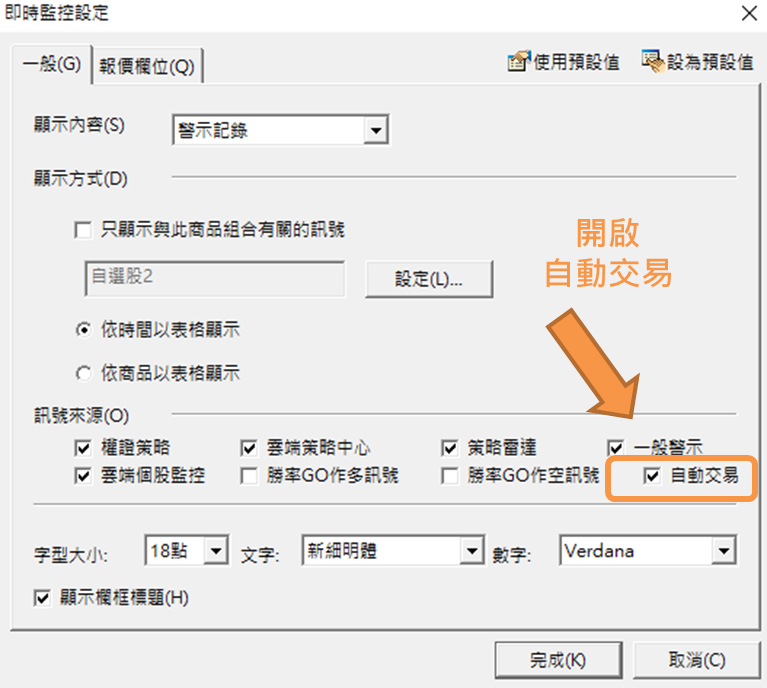 即時監控設定
一般(G) 報價欄位(Q) 使用預設值 設為預設值
顯示內容(S) 警示記錄
顯示方式(D)
只顯示與此商品組合有關的訊號
自選股2 設定(L)...
依時間以表格顯示
依商品以表格顯示
開啟
自動交易
訊號來源(O)
權證策略 雲端策略中心 策略雷達 一般警示
雲端個股監控 勝率GO作多訊號 勝率GO作空訊號 自動交易
字型大小: 18點 文字: 新細明體 數字: Verdana
顯示欄框標題(H)
完成(K) 取消(C)